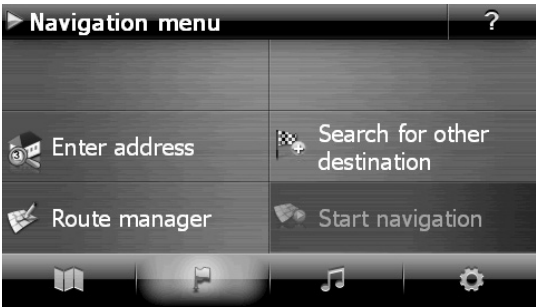 Navigation menu ?
Enter address
Search for other
destination
Route manager
Start navigation